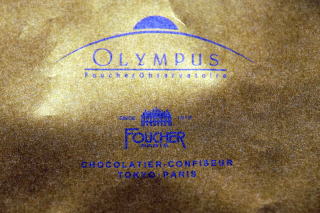 OLYMPUS
FoucherObservatoire
FOUCHER
CHOCOLATIER-CONFISEUR
TOKYO-PARIS